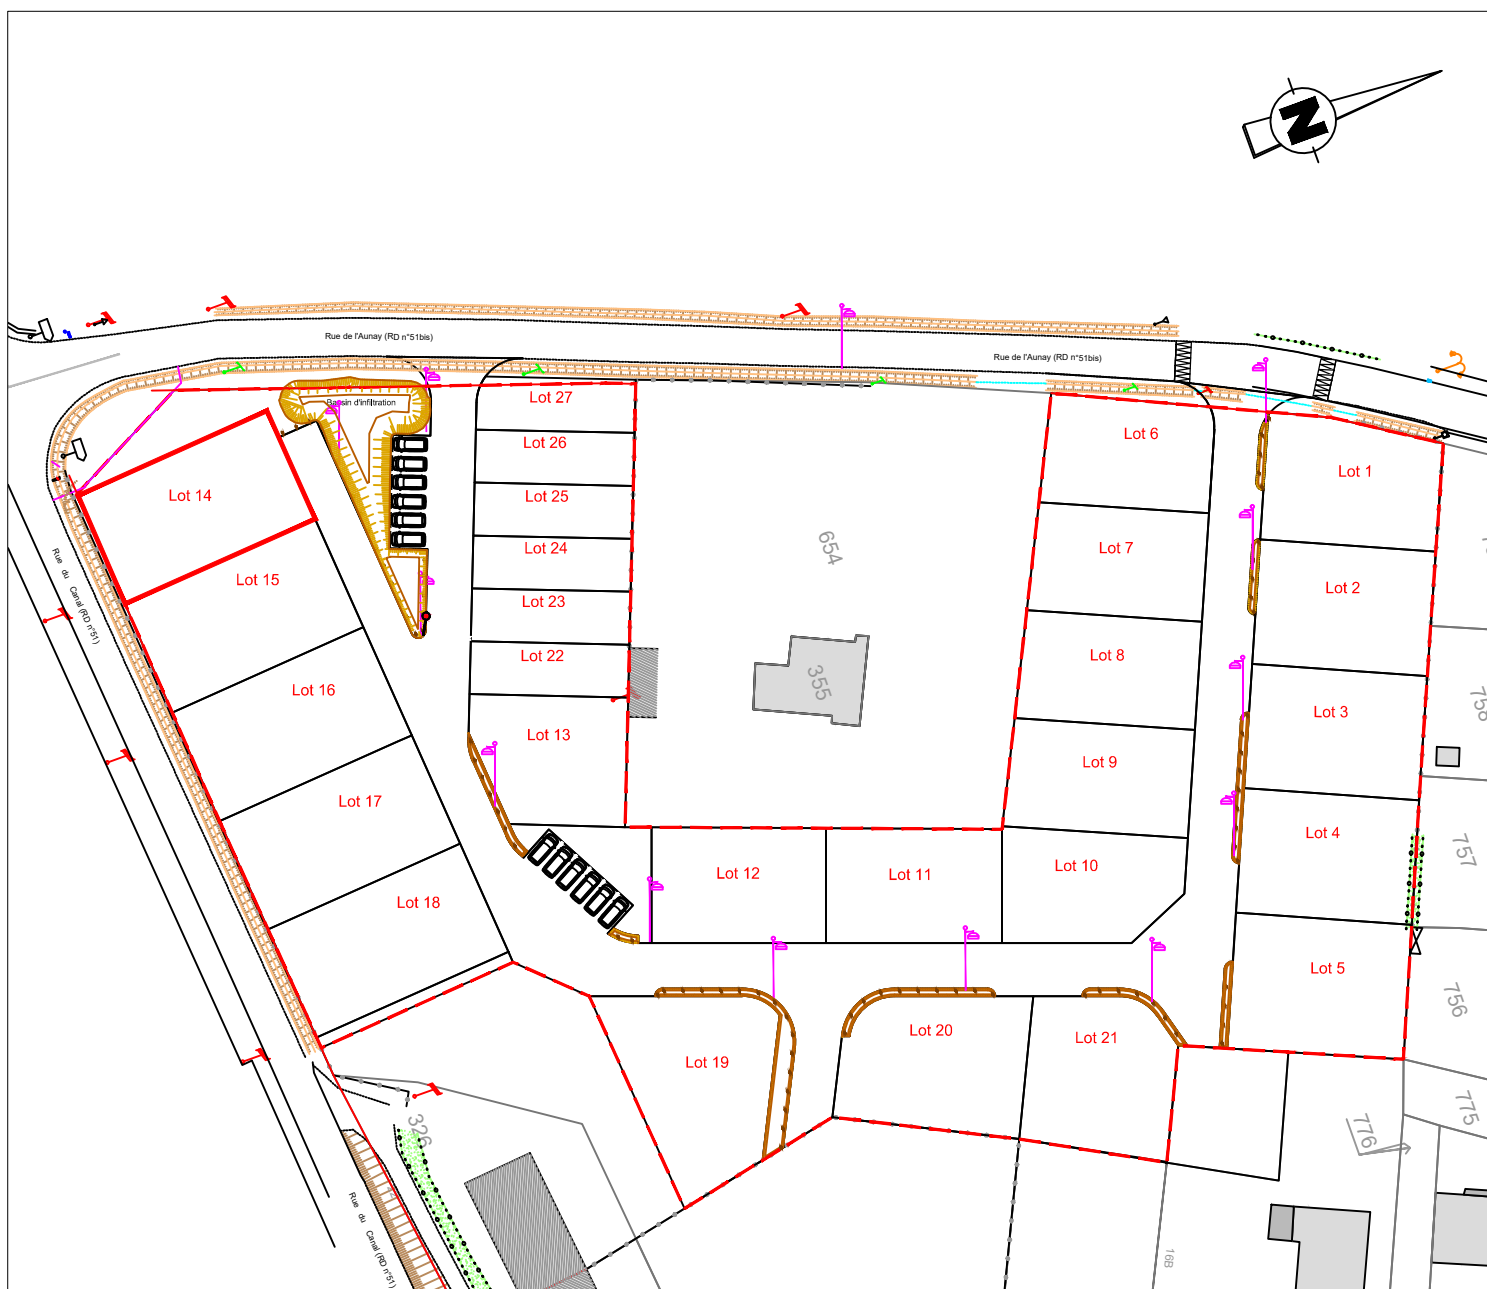 N
Rue de l'Aunay (RD n°51bis)
Rue de l'Aunay (RD n°51bis)
Bassin d'infiltration
Lot 27
Lot 6
Lot 26
Lot 1
Lot 14
Lot 25
654
Lot 24
Lot 7
Lot 15
Lot 2
Rue du Canal (RD n°51)
Lot 23
Lot 22
Lot 8
355
Lot 16
Lot 3
758
Lot 13
Lot 9
Lot 17
Lot 4
757
Lot 12
Lot 11
Lot 10
Lot 18
Lot 5
756
Lot 20
Lot 21
Lot 19
326
776
775
Rue du Canal (RD n°51)
16B